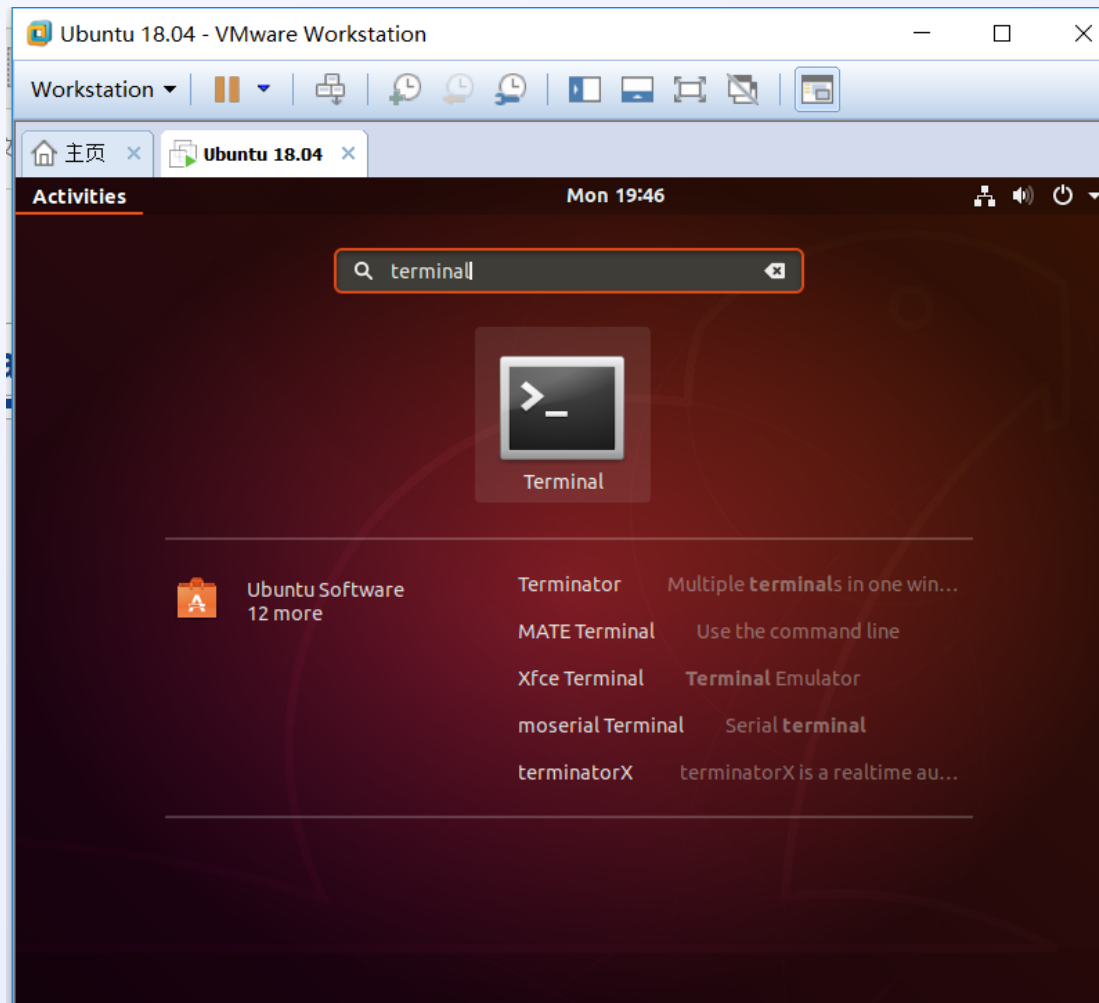 Ubuntu 18.04 - VMware Workstation
Workstation
主页
Ubuntu 18.04
Activities
Mon 19:46
terminal
Terminal
Ubuntu Software
12 more
Terminator Multiple terminals in one win...
MATE Terminal Use the command line
Xfce Terminal Terminal Emulator
moserial Terminal Serial terminal
terminatorX terminatorX is a realtime au...